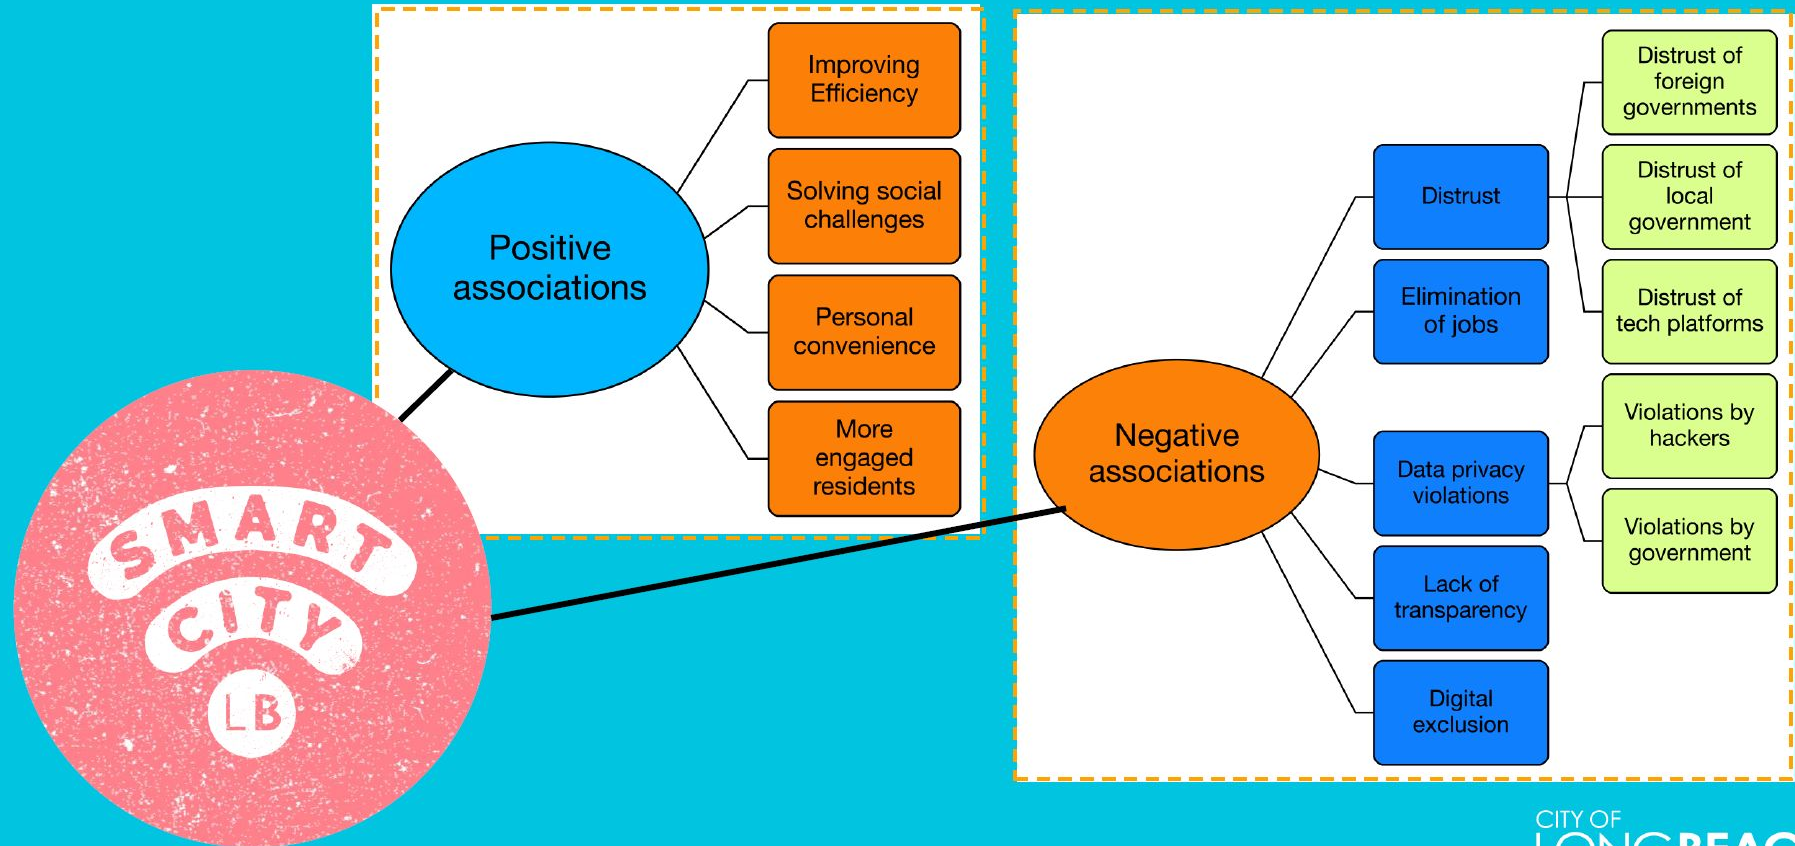 Positive
associations
Improving
Efficiency
Solving social
challenges
Personal
convenience
More
engaged
residents
SMART
CITY
LB
Negative
associations
Distrust
Distrust of
foreign
governments
Distrust of
local
government
Distrust of
tech platforms
Elimination
of jobs
Data privacy
violations
Violations by
hackers
Violations by
government
Lack of
transparency
Digital
exclusion
CITY OF